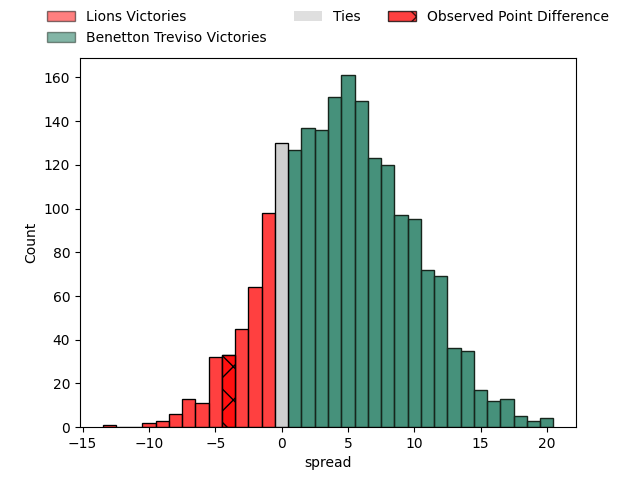 Lions Victories
Benetton Treviso Victories
Ties
Observed Point Difference
160
140
120
100
80
60
40
20
0
Count
−15
−10
−5
0
5
10
15
20
spread